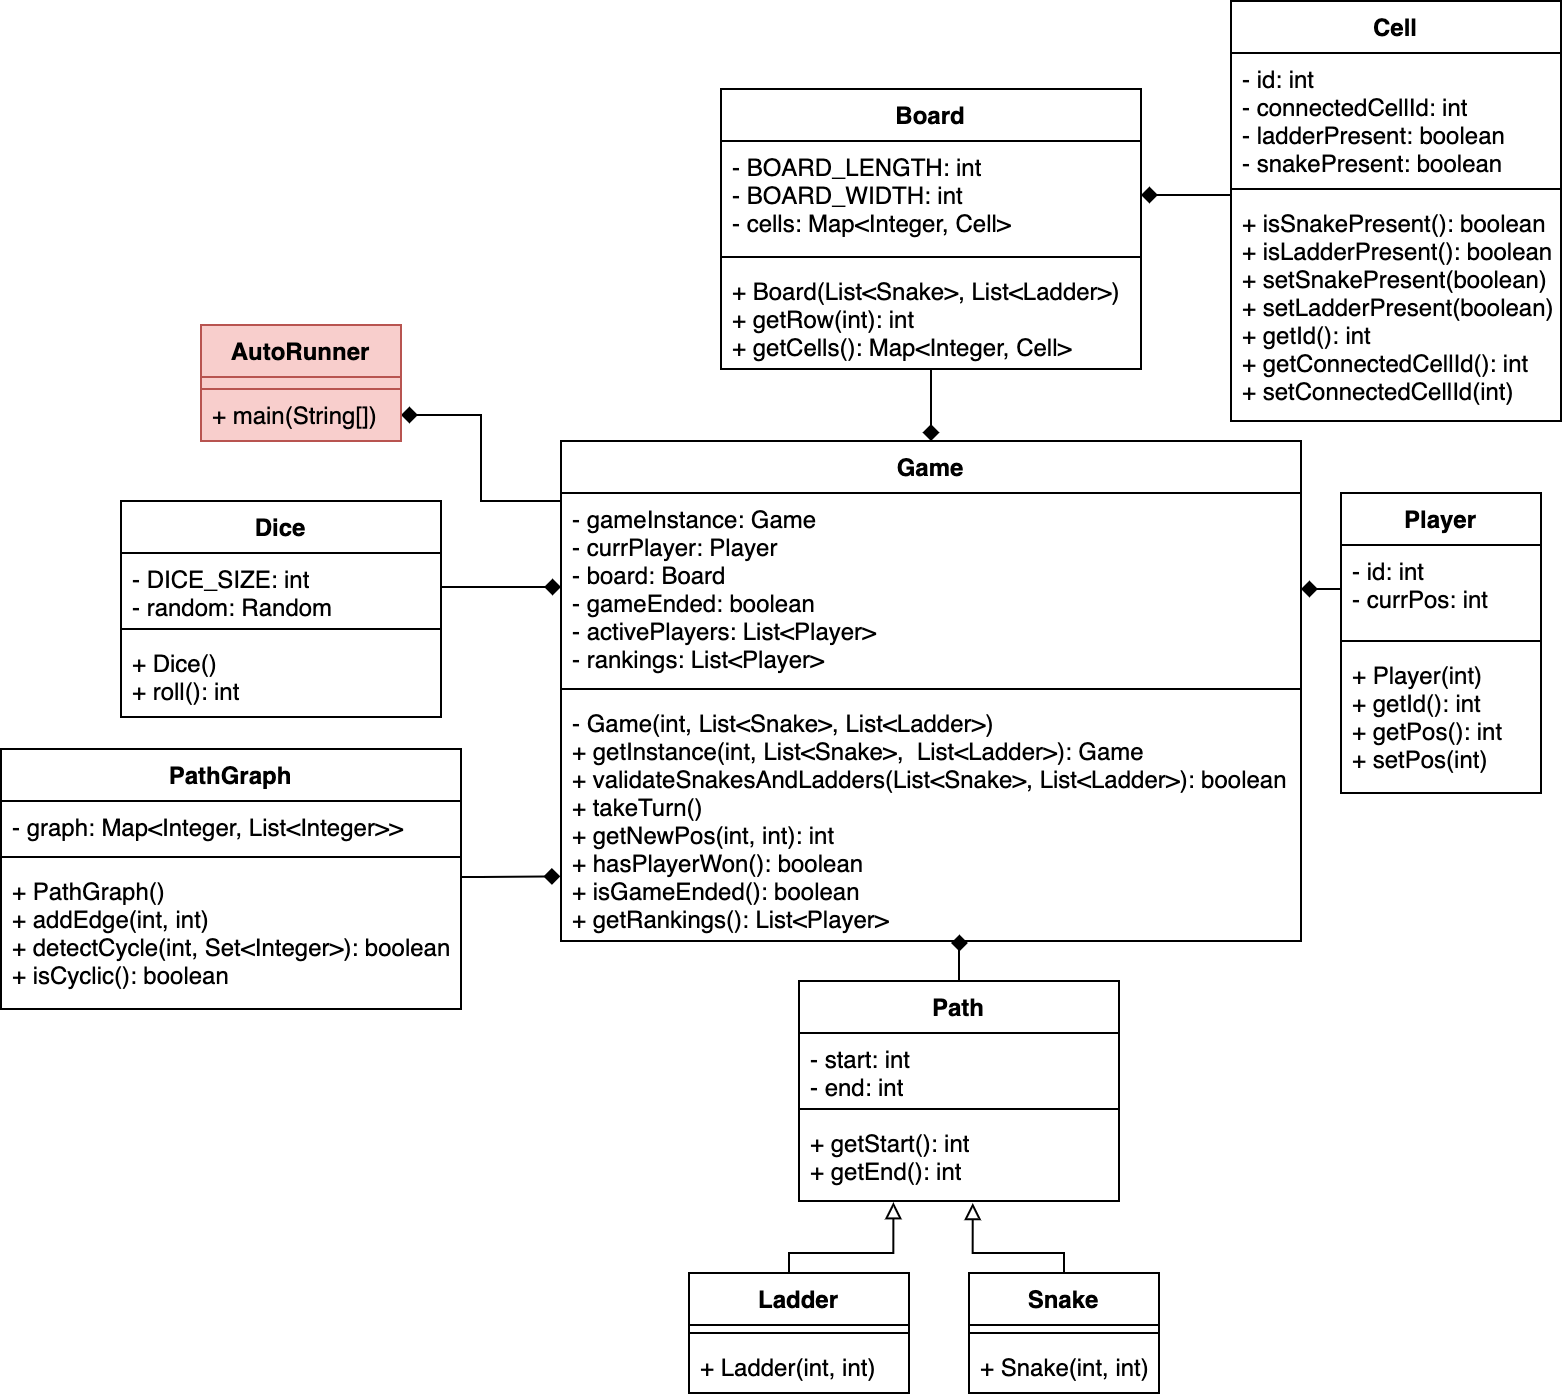 Cell
- id: int
- connectedCellId: int
- ladderPresent: boolean
- snakePresent: boolean
+ isSnakePresent(): boolean
+ isLadderPresent(): boolean
+ setSnakePresent(boolean)
+ setLadderPresent(boolean)
+ getId(): int
+ getConnectedCellId(): int
+ setConnectedCellId(int)
Board
- BOARD_LENGTH: int
- BOARD_WIDTH: int
- cells: Map<Integer, Cell>
+ Board(List<Snake>, List<Ladder>)
+ getRow(int): int
+ getCells(): Map<Integer, Cell>
AutoRunner
+ main(String[])
Game
- gameInstance: Game
- currPlayer: Player
- board: Board
- gameEnded: boolean
- activePlayers: List<Player>
- rankings: List<Player>
- Game(int, List<Snake>, List<Ladder>)
+ getInstance(int, List<Snake>,  List<Ladder>): Game
+ validateSnakesAndLadders(List<Snake>, List<Ladder>): boolean
+ takeTurn()
+ getNewPos(int, int): int
+ hasPlayerWon(): boolean
+ isGameEnded(): boolean
+ getRankings(): List<Player>
Dice
- DICE_SIZE: int
- random: Random
+ Dice()
+ roll(): int
Player
- id: int
- currPos: int
+ Player(int)
+ getId(): int
+ getPos(): int
+ setPos(int)
PathGraph
- graph: Map<Integer, List<Integer>>
+ PathGraph()
+ addEdge(int, int)
+ detectCycle(int, Set<Integer>): boolean
+ isCyclic(): boolean
Path
- start: int
- end: int
+ getStart(): int
+ getEnd(): int
Ladder
+ Ladder(int, int)
Snake
+ Snake(int, int)